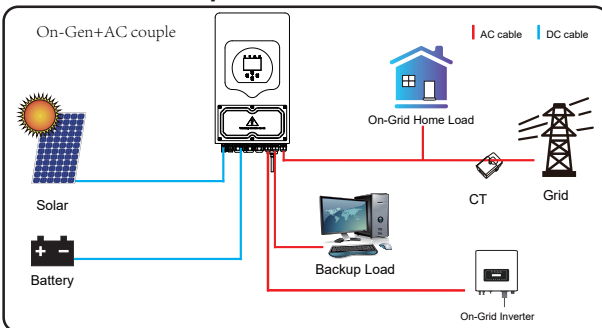 On-Gen+AC couple
AC cable
DC cable
On-Grid Home Load
Solar
CT
Grid
Battery
+ -
Backup Load
On-Grid Inverter